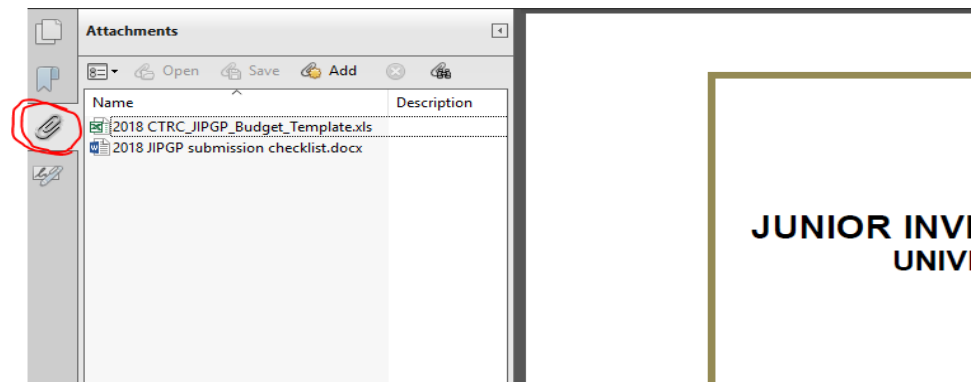 Attachments
Open Save Add
Name Description
2018 CTRC_JIPGP_Budget_Template.xls
2018 JIPGP submission checklist.docx
JUNIOR INV
UNIV